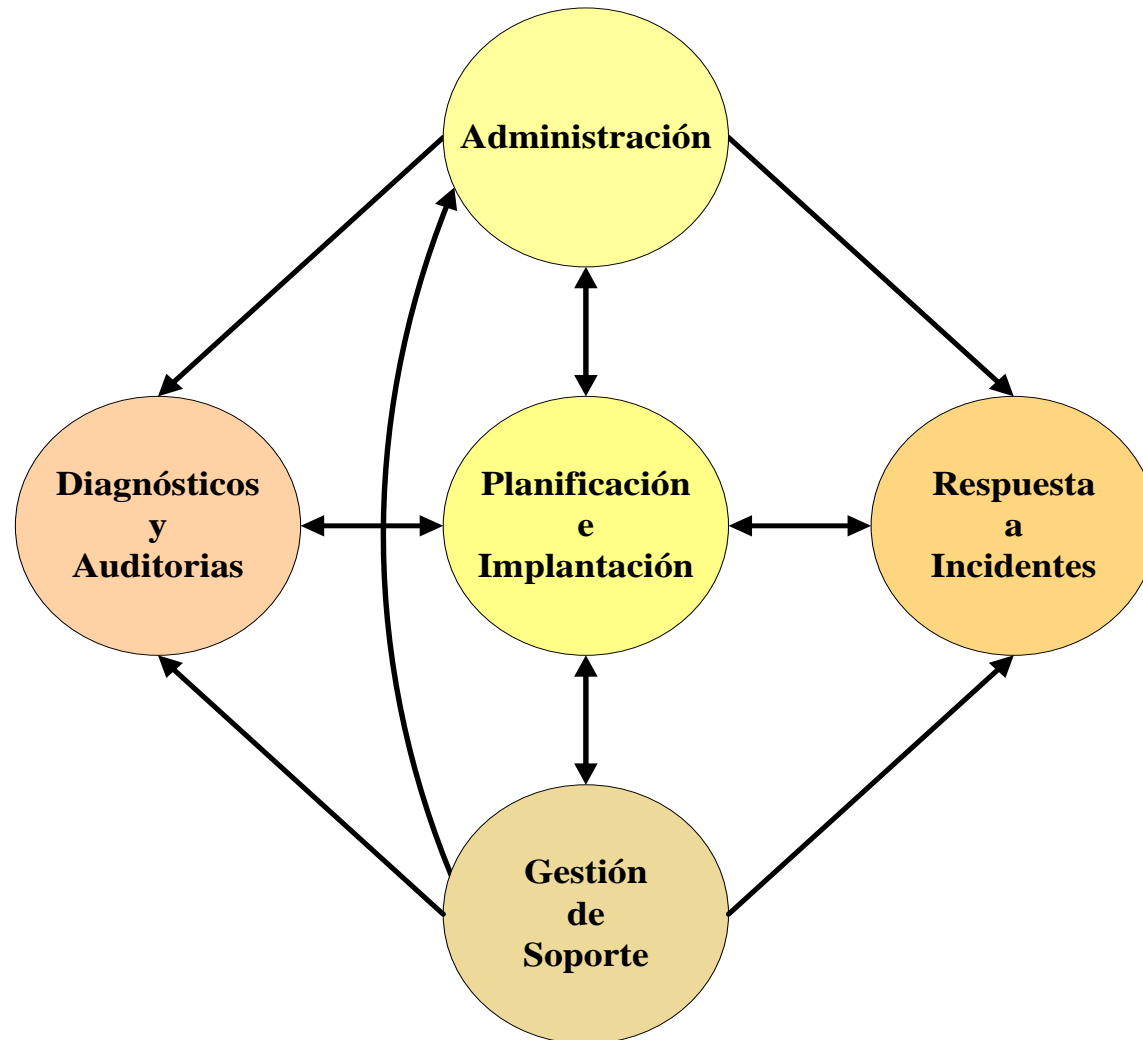 Administración
Diagnósticos
y
Auditorias
Planificación
e
Implantación
Respuesta
a
Incidentes
Gestión
de
Soporte